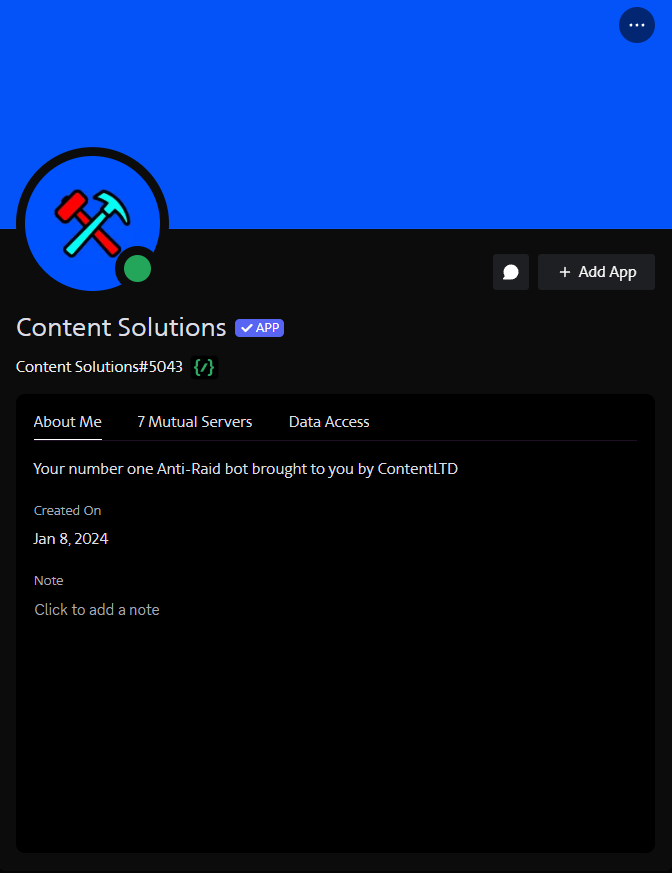 + Add App
Content Solutions ✓ APP
Content Solutions#5043 {/}
About Me 7 Mutual Servers Data Access
Your number one Anti-Raid bot brought to you by ContentLTD
Created On
Jan 8, 2024
Note
Click to add a note